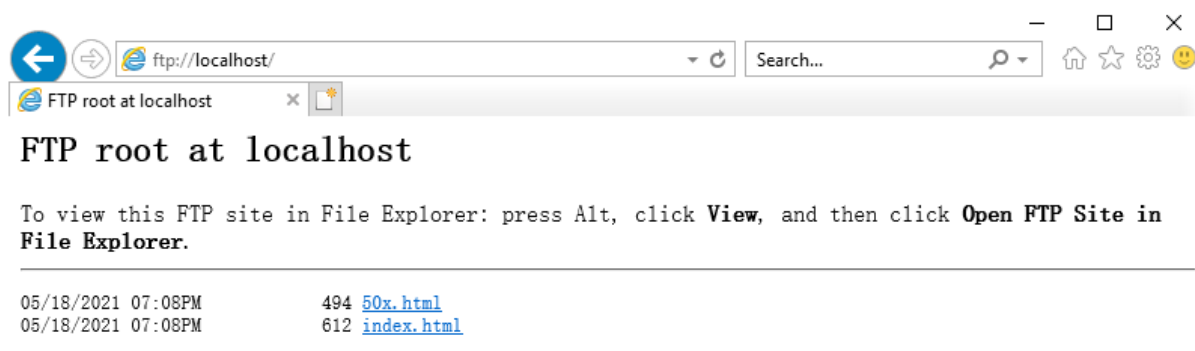 ftp://localhost/
Search...
FTP root at localhost
FTP root at localhost
To view this FTP site in File Explorer: press Alt, click View, and then click Open FTP Site in
File Explorer.
05/18/2021 07:08PM 494 50x.html
05/18/2021 07:08PM 612 index.html